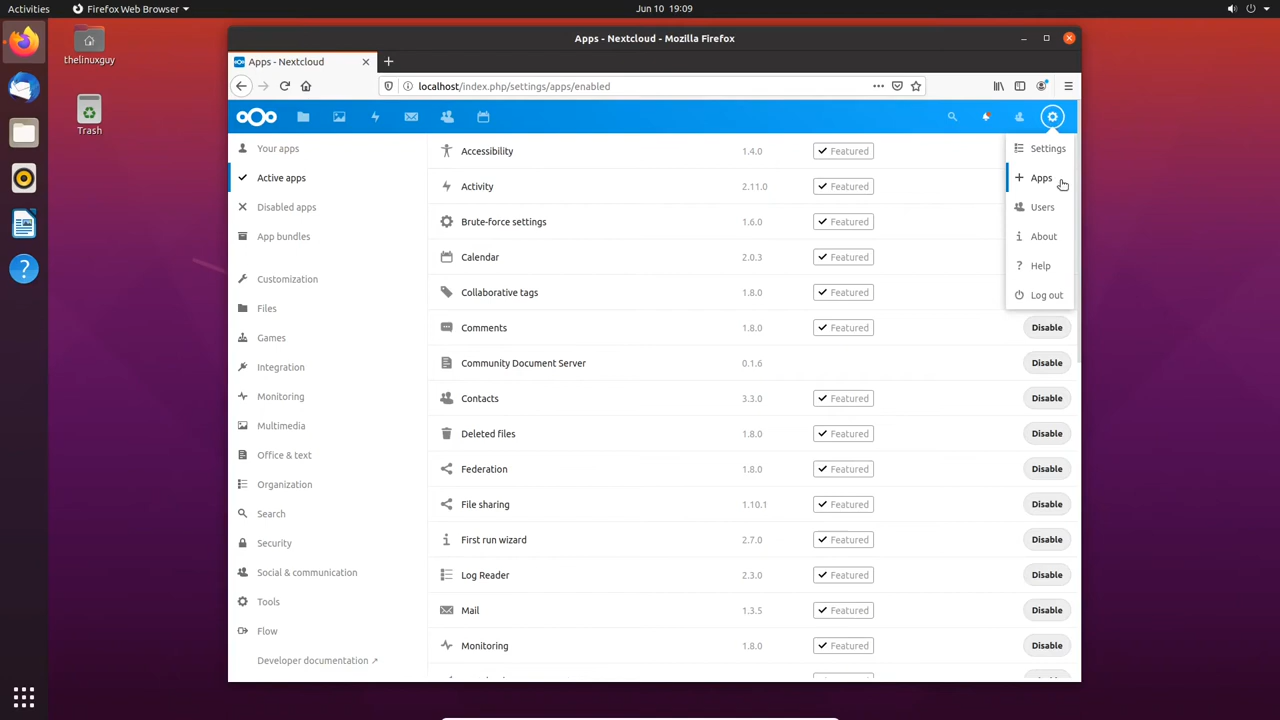 Activities
Firefox Web Browser
Jun 10 19:09
thelinuxguy
Trash
Apps - Nextcloud - Mozilla Firefox
Apps - Nextcloud
localhost/index.php/settings/apps/enabled
Your apps
Active apps
Disabled apps
App bundles
Customization
Files
Games
Integration
Monitoring
Multimedia
Office & text
Organization
Search
Security
Social & communication
Tools
Flow
Developer documentation ↗
Accessibility 1.4.0 Featured
Activity 2.11.0 Featured
Brute-force settings 1.6.0 Featured
Calendar 2.0.3 Featured
Collaborative tags 1.8.0 Featured
Comments 1.8.0 Featured Disable
Community Document Server 0.1.6 Disable
Contacts 3.3.0 Featured Disable
Deleted files 1.8.0 Featured Disable
Federation 1.8.0 Featured Disable
File sharing 1.10.1 Featured Disable
First run wizard 2.7.0 Featured Disable
Log Reader 2.3.0 Featured Disable
Mail 1.3.5 Featured Disable
Monitoring 1.8.0 Featured Disable
Settings
Apps
Users
About
Help
Log out